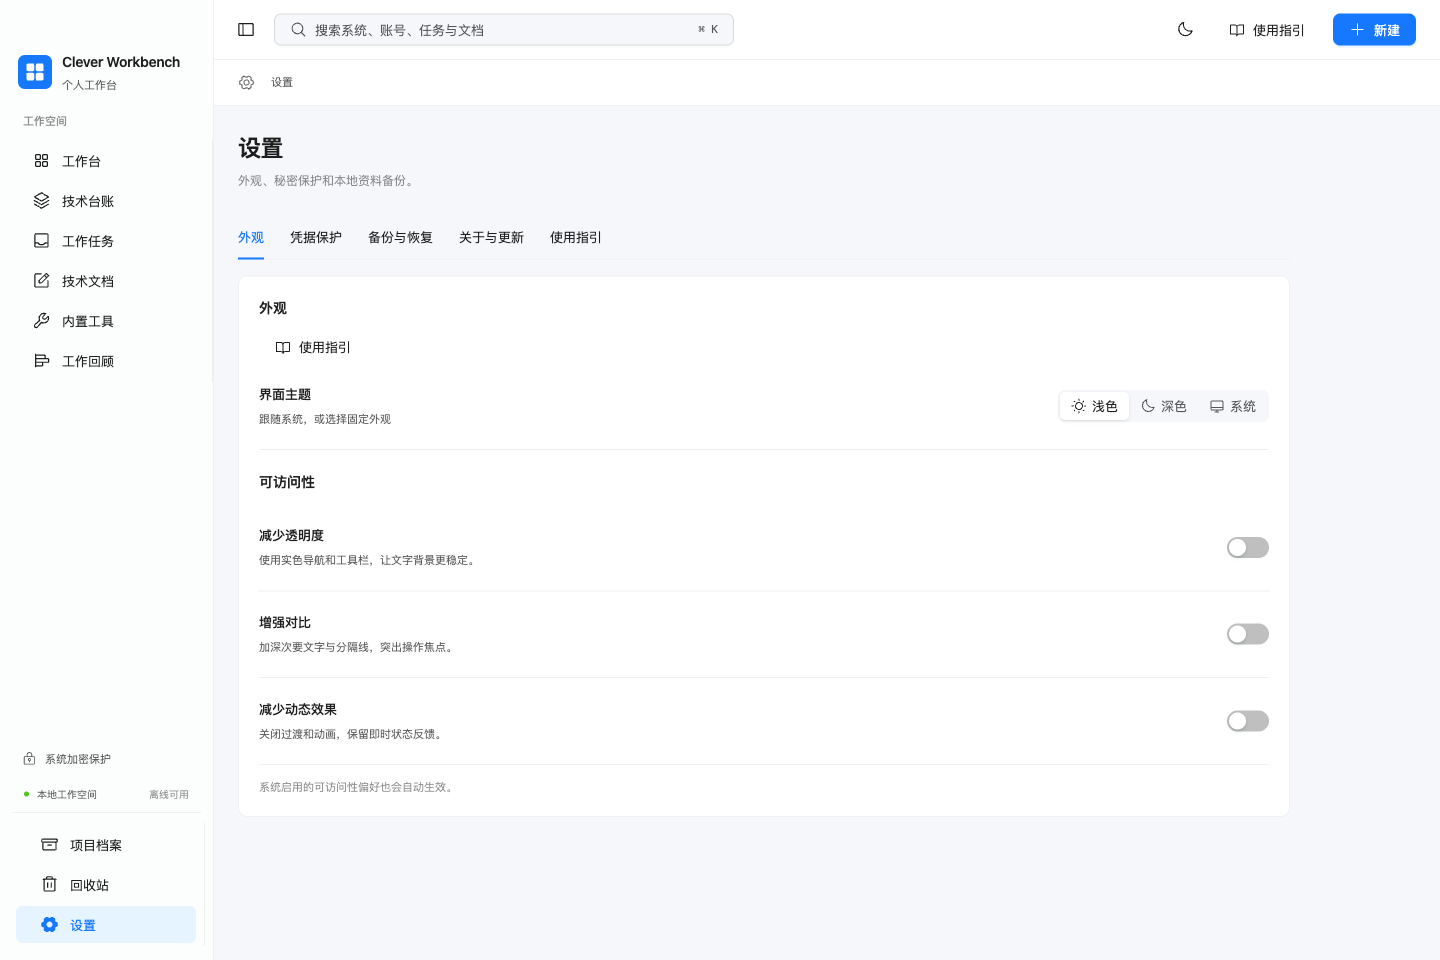 Clever Workbench
个人工作台
工作空间
工作台
技术台账
工作任务
技术文档
内置工具
工作回顾
系统加密保护
本地工作空间 离线可用
项目档案
回收站
设置
搜索系统、账号、任务与文档 ⌘ K
使用指引
新建
设置
设置
外观、秘密保护和本地资料备份。
外观 凭据保护 备份与恢复 关于与更新 使用指引
外观
使用指引
界面主题
跟随系统，或选择固定外观
浅色 深色 系统
可访问性
减少透明度
使用实色导航和工具栏，让文字背景更稳定。
增强对比
加深次要文字与分隔线，突出操作焦点。
减少动态效果
关闭过渡和动画，保留即时状态反馈。
系统启用的可访问性偏好也会自动生效。